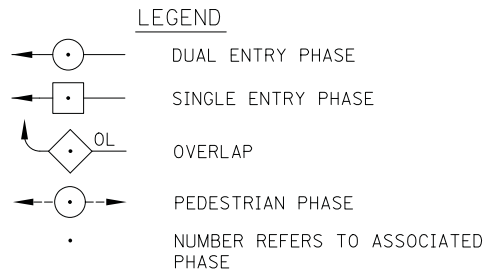 LEGEND
DUAL ENTRY PHASE
SINGLE ENTRY PHASE
OL
OVERLAP
PEDESTRIAN PHASE
NUMBER REFERS TO ASSOCIATED
PHASE